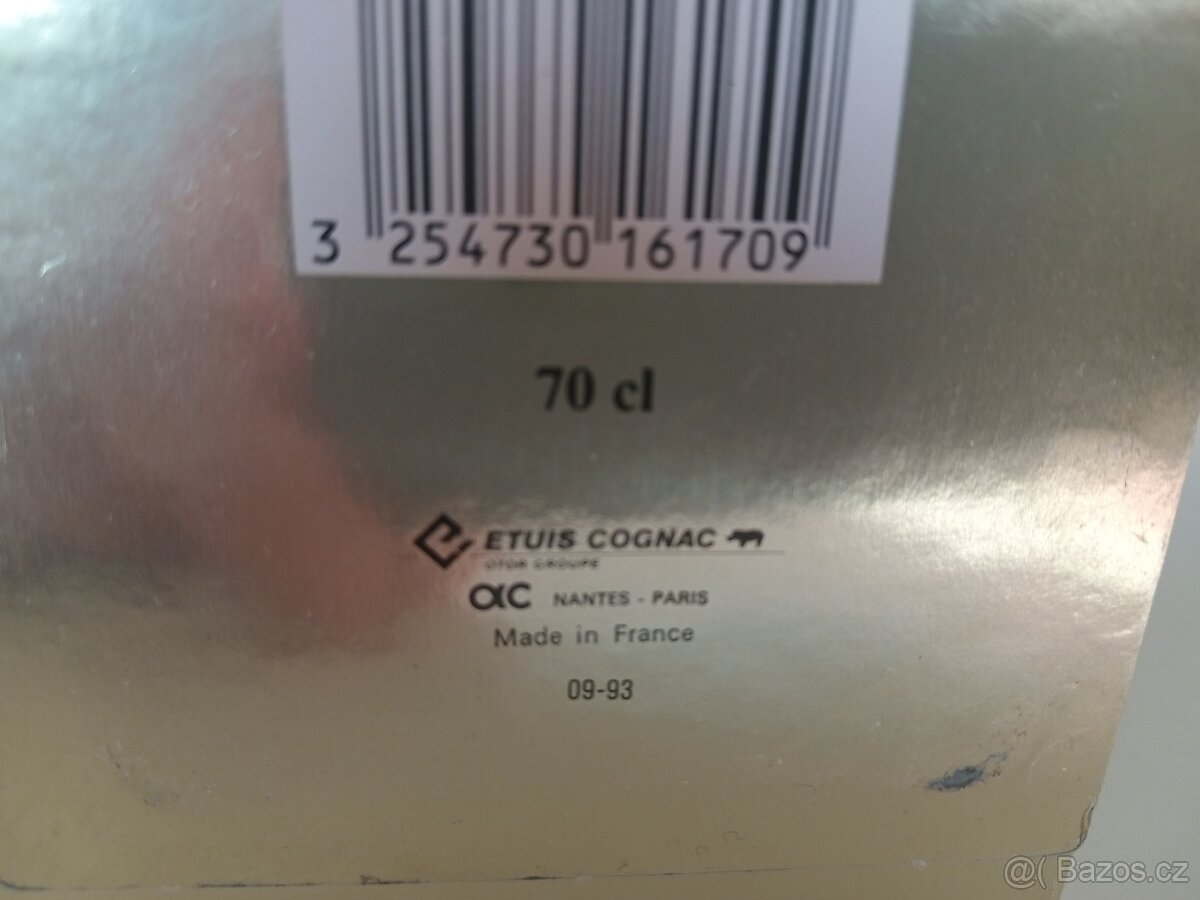 3 254730 161709
70 cl
ETUIS COGNAC
OTOR GROUPE
αC NANTES - PARIS
Made in France
09-93
@( Bazos.cz